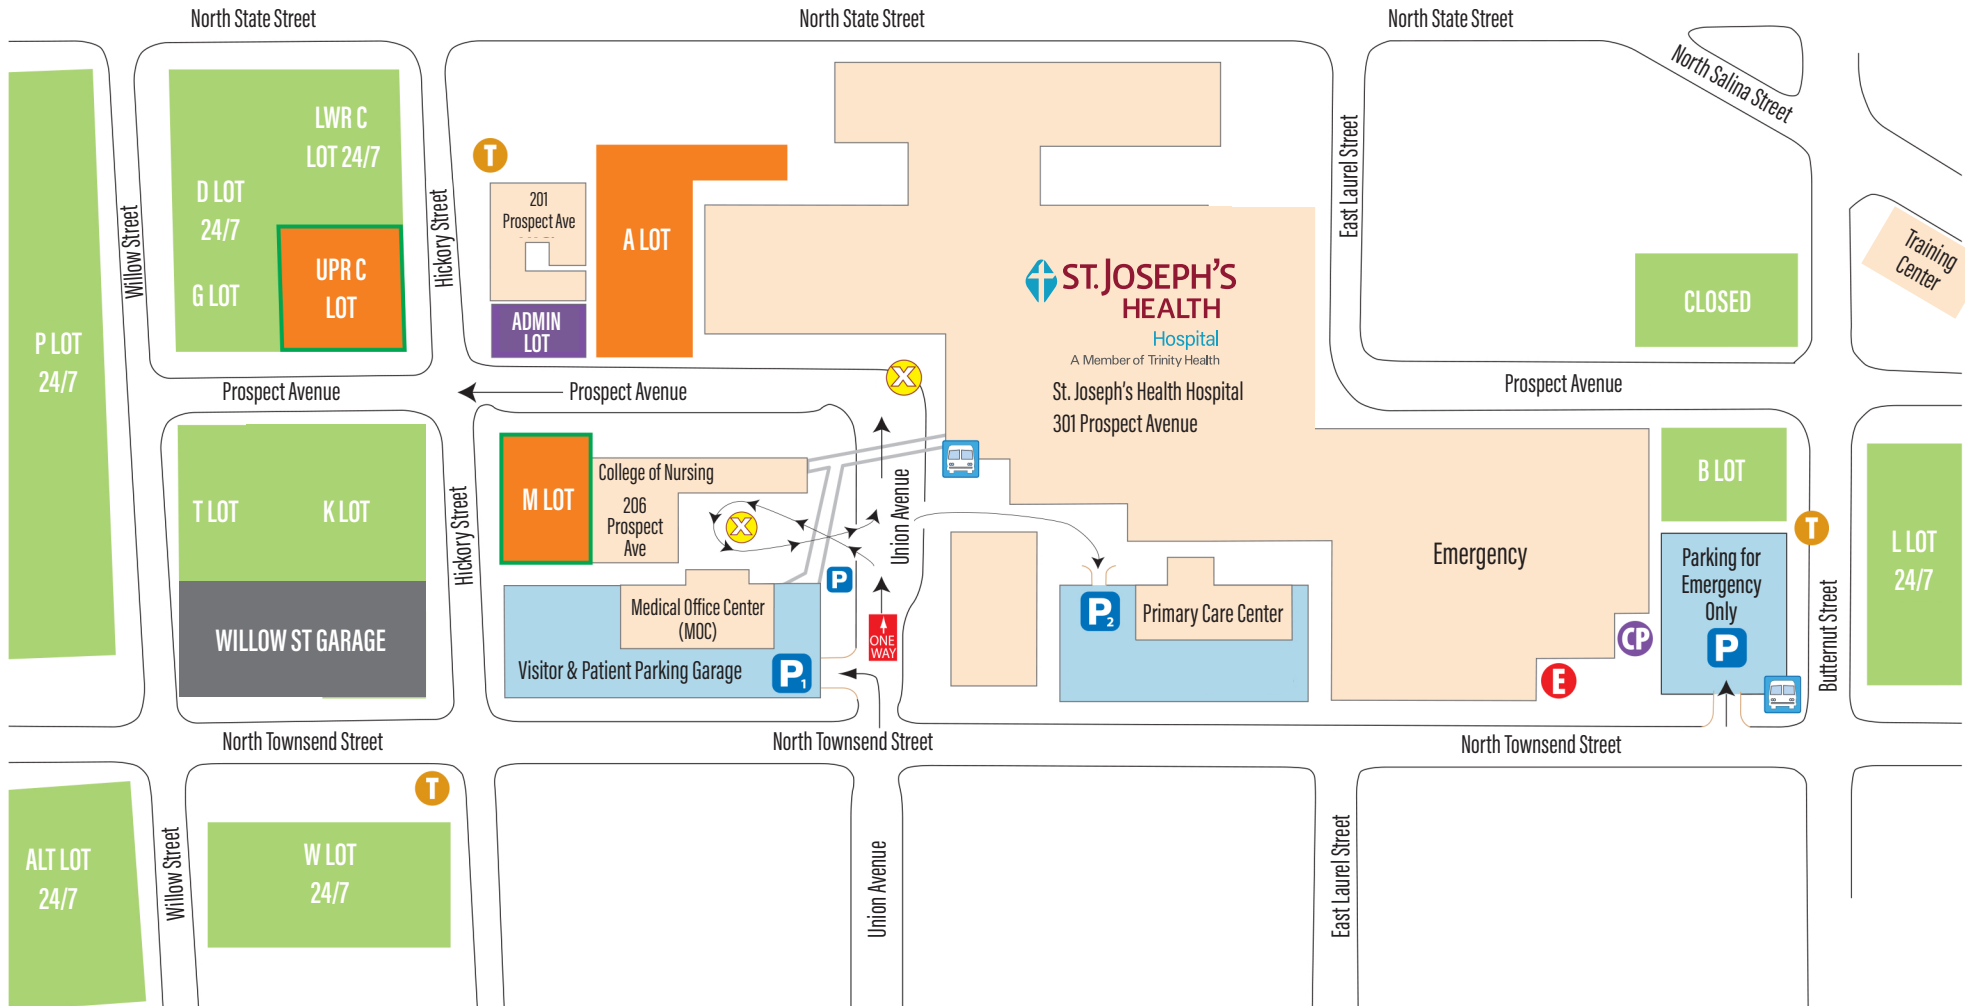 North State Street
North State Street
North State Street
North Salina Street
LWR C
LOT 24/7
D LOT
24/7
G LOT
UPR C
LOT
P LOT
24/7
Willow Street
Hickory Street
T
201
Prospect Ave
ADMIN
LOT
A LOT
East Laurel Street
ST. JOSEPH'S
HEALTH
Hospital
A Member of Trinity Health
St. Joseph's Health Hospital
301 Prospect Avenue
CLOSED
Training
Center
Prospect Avenue
Prospect Avenue
X
Prospect Avenue
T LOT
K LOT
WILLOW ST GARAGE
Hickory Street
M LOT
College of Nursing
206
Prospect
Ave
X
Union Avenue
P
ONE
WAY
Medical Office Center
(MOC)
Visitor & Patient Parking Garage
P1
P2
Primary Care Center
Emergency
E
CP
B LOT
T
Parking for
Emergency
Only
P
Butternut Street
L LOT
24/7
North Townsend Street
North Townsend Street
North Townsend Street
T
ALT LOT
24/7
Willow Street
W LOT
24/7
Union Avenue
East Laurel Street